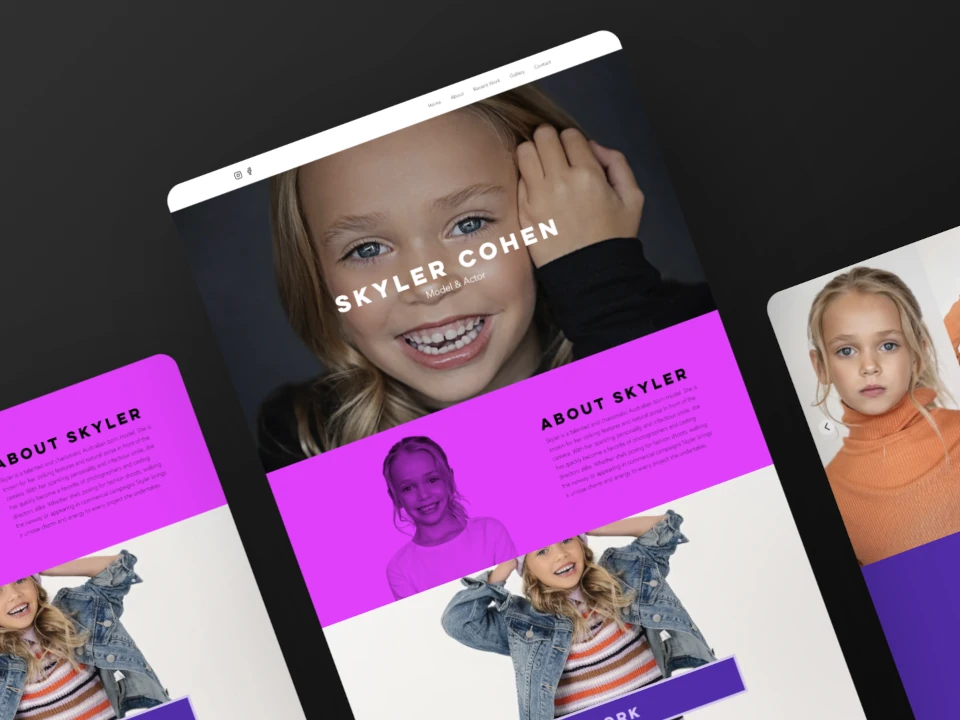 Home About Recent Work Gallery Contact
SKYLER COHEN
Model & Actor
ABOUT SKYLER
Skyler is a talented and charismatic Australian born model. She is
known for her striking features and natural poise in front of the
camera. With her sparkling personality and infectious smile, she
has quickly become a favorite of photographers and casting
directors alike. Whether she's posing for fashion shoots, walking
the runway or appearing in commercial campaigns Skyler brings
a unique charm and energy to every project she undertakes.
ABOUT SKYLER
Skyler is a talented and charismatic Australian born model. She is
known for her striking features and natural poise in front of the
camera. With her sparkling personality and infectious smile, she
has quickly become a favorite of photographers and casting
directors alike. Whether she's posing for fashion shoots, walking
the runway or appearing in commercial campaigns Skyler brings
a unique charm and energy to every project she undertakes.